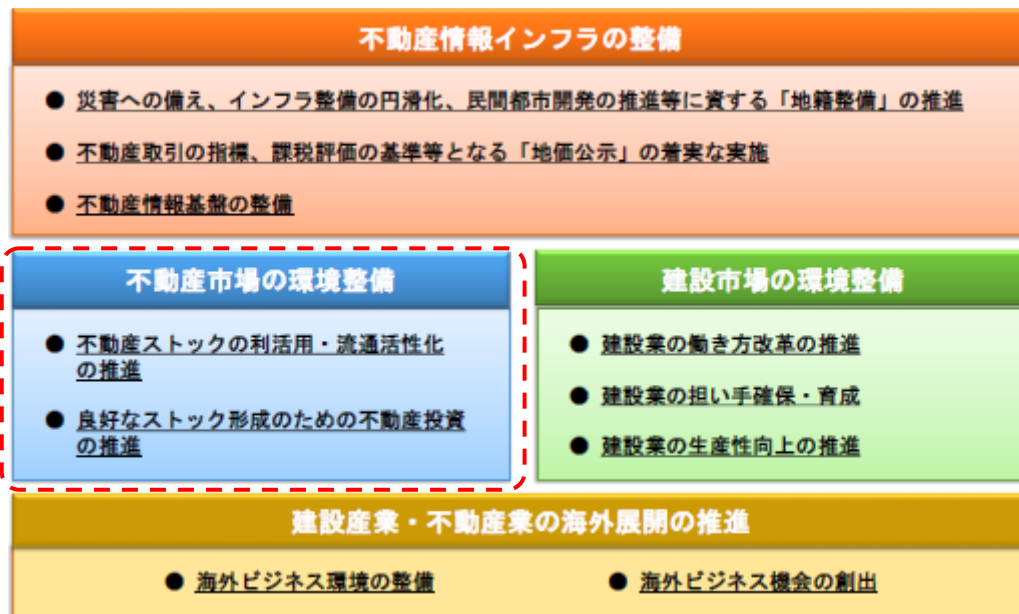 不動産情報インフラの整備
● 災害への備え、インフラ整備の円滑化、民間都市開発の推進等に資する「地籍整備」の推進
● 不動産取引の指標、課税評価の基準等となる「地価公示」の着実な実施
● 不動産情報基盤の整備
不動産市場の環境整備
● 不動産ストックの利活用・流通活性化
の推進
● 良好なストック形成のための不動産投資
の推進
建設市場の環境整備
● 建設業の働き方改革の推進
● 建設業の担い手確保・育成
● 建設業の生産性向上の推進
建設産業・不動産業の海外展開の推進
● 海外ビジネス環境の整備
● 海外ビジネス機会の創出